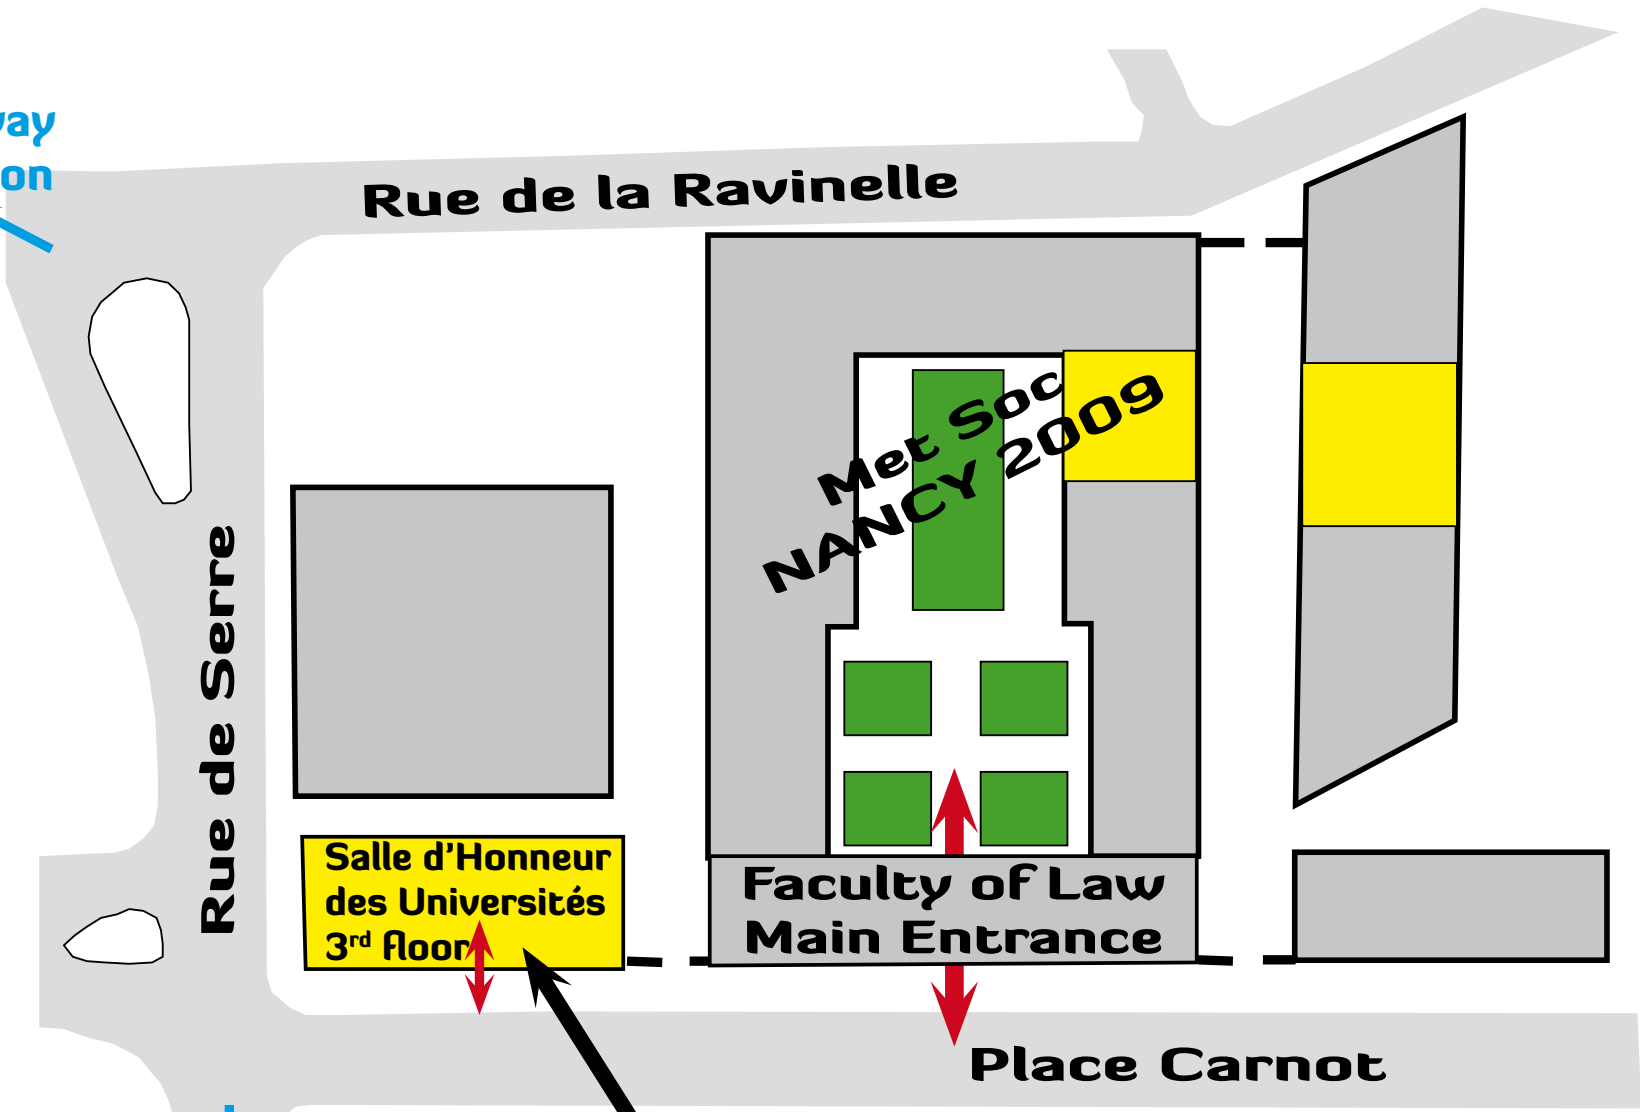 Rue de la Ravinelle
Met Soc
NANCY 2009
Rue de Serre
Salle d'Honneur
des Universités
3rd floor
Faculty of Law
Main Entrance
Place Carnot